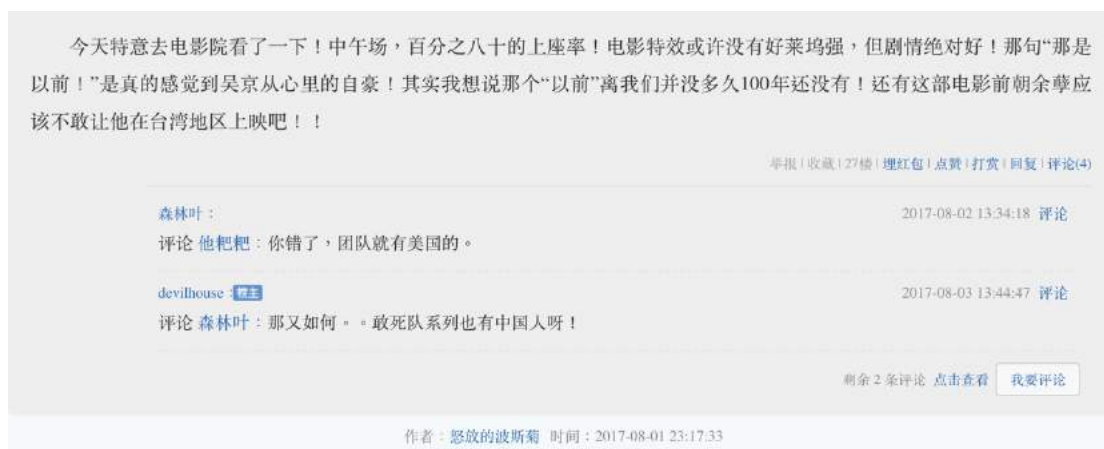 今天特意去电影院看了一下！中午场，百分之八十的上座率！电影特效或许没有好莱坞强，但剧情绝对好！那句“那是
以前！”是真的感觉到吴京从心里的自豪！其实我想说那个“以前”离我们并没多久100年还没有！还有这部电影前朝余孽应
该不敢让他在台湾地区上映吧！！
举报 | 收藏 | 27楼 | 埋红包 | 点赞 | 打赏 | 回复 | 评论(4)
森林叶： 2017-08-02 13:34:18 评论
评论 他粑粑：你错了，团队就有美国的。
devilhouse：楼主 2017-08-03 13:44:47 评论
评论 森林叶：那又如何。。敢死队系列也有中国人呀！
剩余 2 条评论 点击查看 我要评论
作者：怒放的波斯菊 时间：2017-08-01 23:17:33